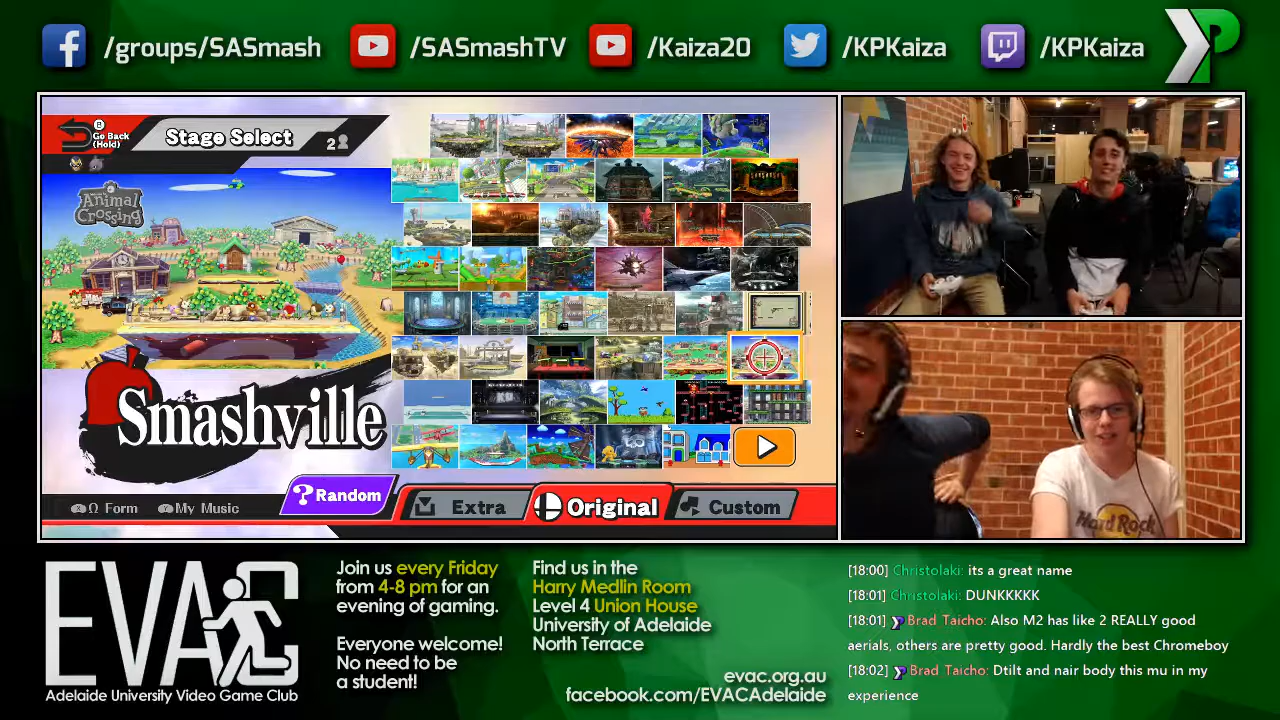 /groups/SASmash
/SASmashTV
/Kaiza20
/KPKaiza
/KPKaiza
Go Back
(Hold)
Stage Select
2
Animal
Crossing
Smashville
Ω Form
My Music
? Random
Extra
Original
Custom
HARD ROCK
EVAC
Adelaide University Video Game Club
Join us every Friday
from 4-8 pm for an
evening of gaming.
Everyone welcome!
No need to be
a student!
Find us in the
Harry Medlin Room
Level 4 Union House
University of Adelaide
North Terrace
evac.org.au
facebook.com/EVACAdelaide
[18:00] Christolaki: its a great name
[18:01] Christolaki: DUNKKKKK
[18:01] Brad Taicho: Also M2 has like 2 REALLY good
aerials, others are pretty good. Hardly the best Chromeboy
[18:02] Brad Taicho: Dtilt and nair body this mu in my
experience